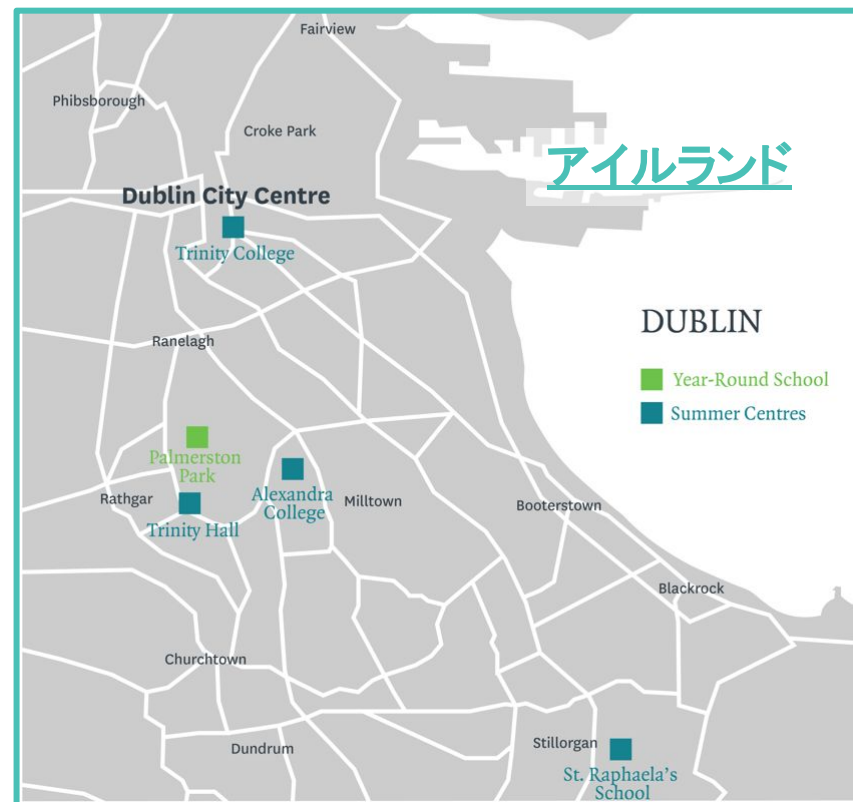 Fairview
Phibsborough
Croke Park
アイルランド
Dublin City Centre
Trinity College
DUBLIN
Ranelagh
Year-Round School
Summer Centres
Palmerston
Park
Rathgar
Alexandra
College
Milltown
Booterstown
Trinity Hall
Blackrock
Churchtown
Dundrum
Stillorgan
St. Raphaela's
School